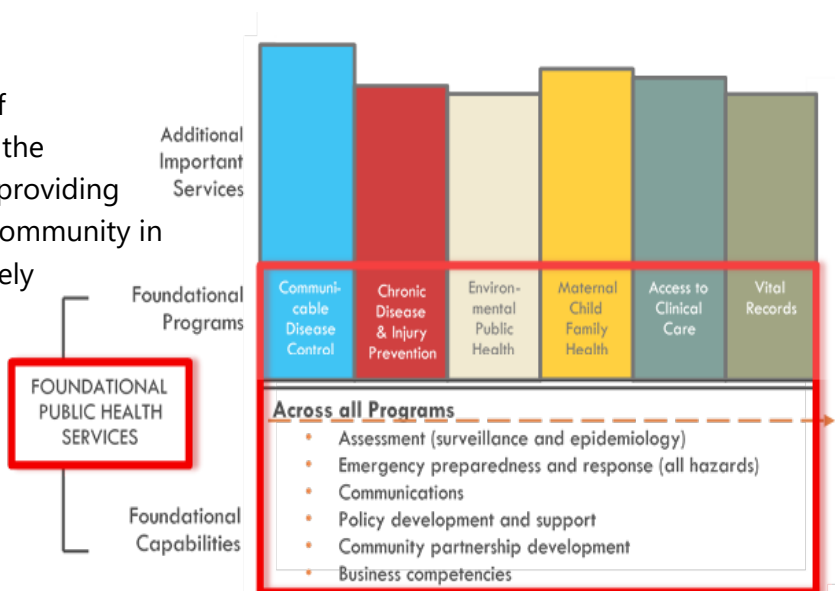 f
the
providing
ommunity in
ely
Additional
Important
Services
Foundational
Programs
Communi-
cable
Disease
Control
Chronic
Disease
& Injury
Prevention
Environ-
mental
Public
Health
Maternal
Child
Family
Health
Access to
Clinical
Care
Vital
Records
FOUNDATIONAL
PUBLIC HEALTH
SERVICES
Across all Programs
• Assessment (surveillance and epidemiology)
• Emergency preparedness and response (all hazards)
• Communications
• Policy development and support
• Community partnership development
• Business competencies
Foundational
Capabilities